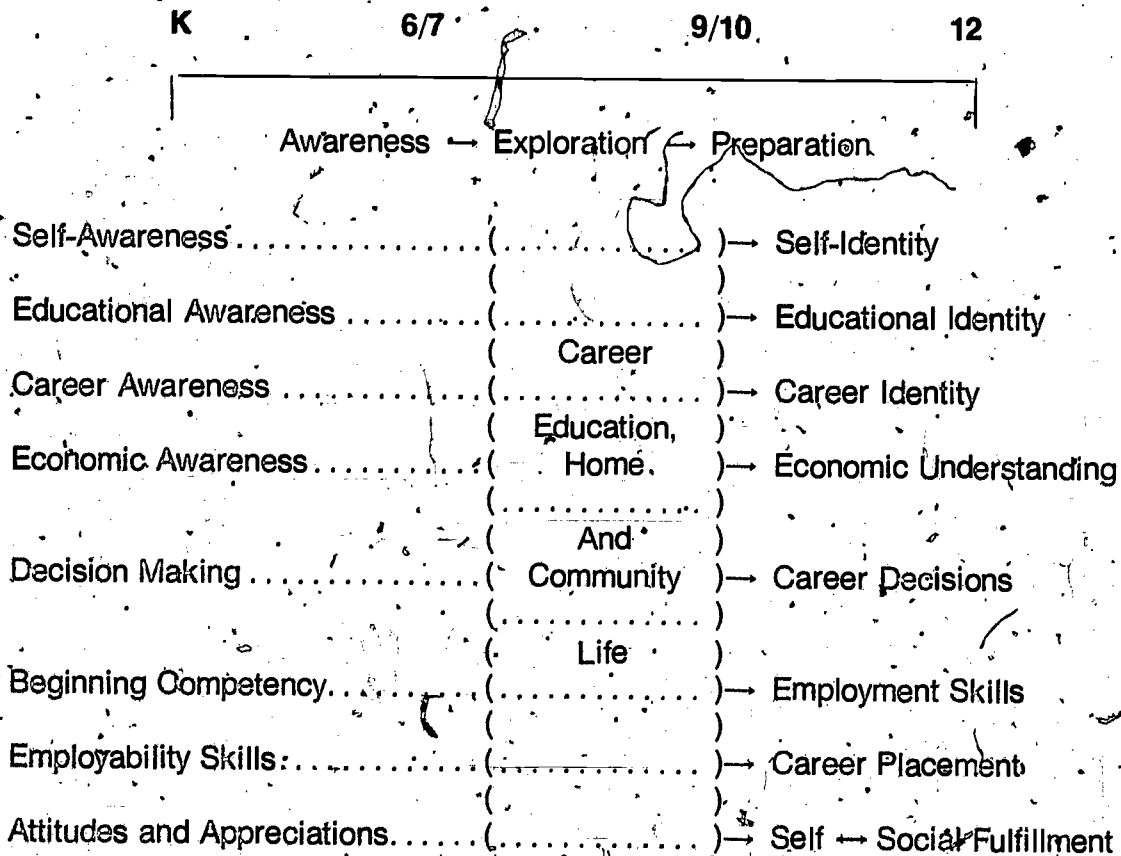 K 6/7 9/10 12
Awareness → Exploration → Preparation
Self-Awareness..................(..............)→ Self-Identity
( )
Educational Awareness ..........(..............)→ Educational Identity
( Career )
Career Awareness ...............(..............)→ Career Identity
( Education, )
Economic Awareness..............( Home. )→ Economic Understanding
(..............)
( And )
Decision Making ................( Community )→ Career Decisions
(..............)
( Life )
Beginning Competency............(..............)→ Employment Skills
( )
Employability Skills............(..............)→ Career Placement
( )
Attitudes and Appreciations......(..............)→ Self ↔ Social Fulfillment